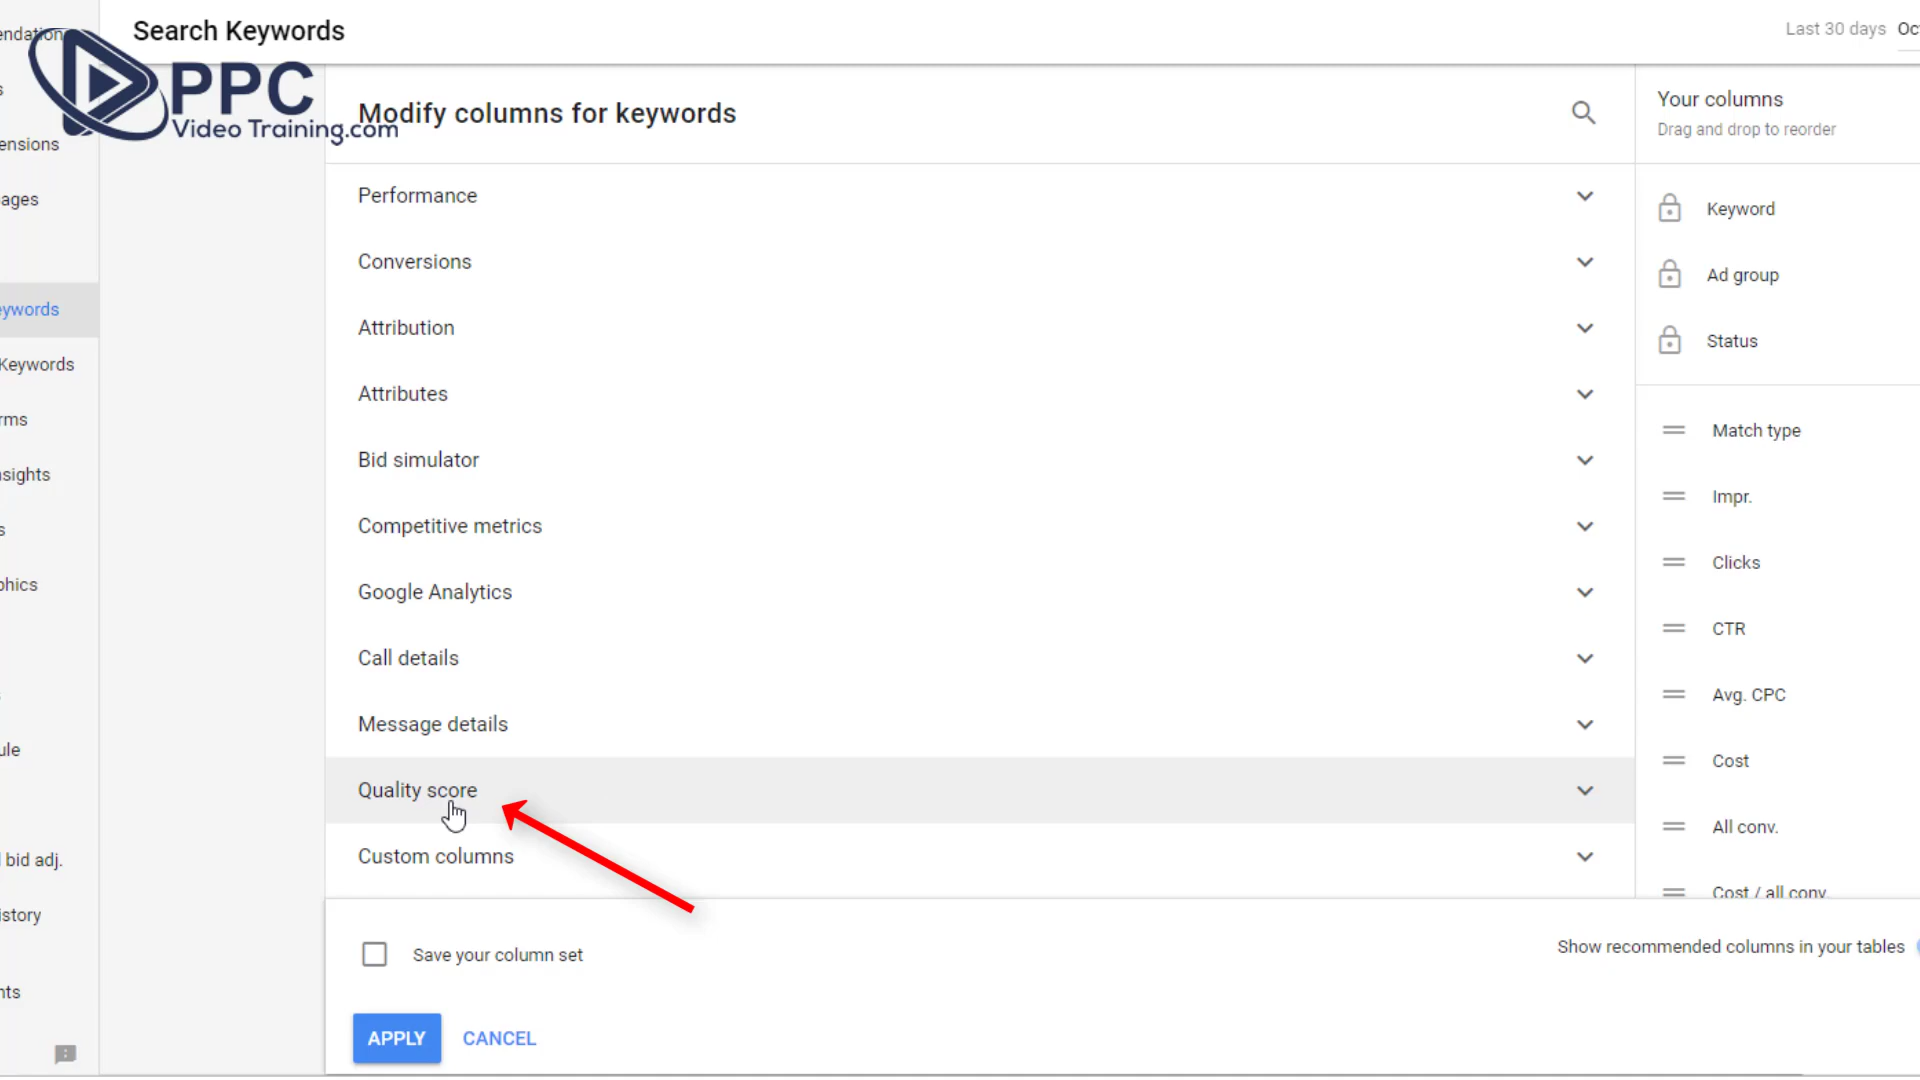 Search Keywords
Last 30 days
PPC
Video Training.com
Modify columns for keywords
Performance
Conversions
Attribution
Attributes
Bid simulator
Competitive metrics
Google Analytics
Call details
Message details
Quality score
Custom columns
Save your column set
Show recommended columns in your tables
APPLY
CANCEL
Your columns
Drag and drop to reorder
Keyword
Ad group
Status
Match type
Impr.
Clicks
CTR
Avg. CPC
Cost
All conv.
Cost / all conv.
endation
ensions
ages
eywords
Keywords
rms
nsights
phics
ule
bid adj.
istory
nts